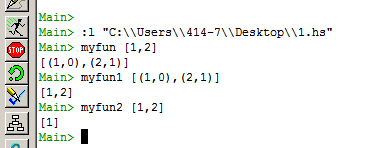 Main>
Main> :l "C:\\Users\\414-7\\Desktop\\1.hs"
Main> myfun [1,2]
[(1,0),(2,1)]
Main> myfun1 [(1,0),(2,1)]
[1,2]
Main> myfun2 [1,2]
[1]
Main>
STOP